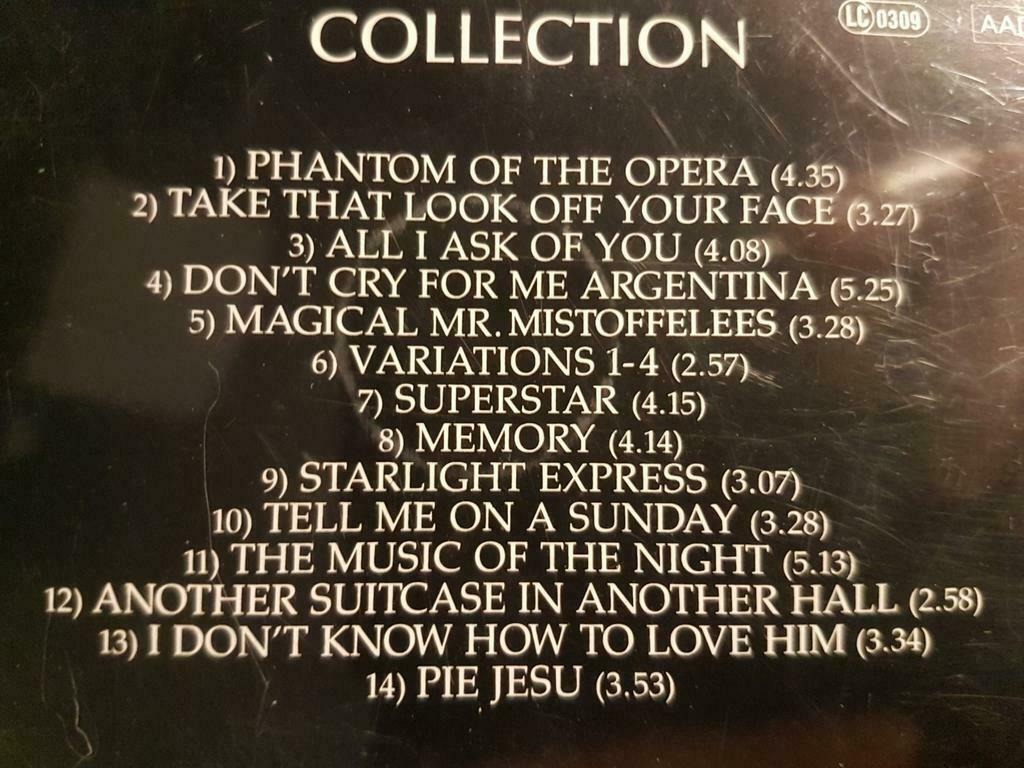 COLLECTION
LC 0309
AAD
1) PHANTOM OF THE OPERA (4.35)
2) TAKE THAT LOOK OFF YOUR FACE (3.27)
3) ALL I ASK OF YOU (4.08)
4) DON'T CRY FOR ME ARGENTINA (5.25)
5) MAGICAL MR. MISTOFFELEES (3.28)
6) VARIATIONS 1-4 (2.57)
7) SUPERSTAR (4.15)
8) MEMORY (4.14)
9) STARLIGHT EXPRESS (3.07)
10) TELL ME ON A SUNDAY (3.28)
11) THE MUSIC OF THE NIGHT (5.13)
12) ANOTHER SUITCASE IN ANOTHER HALL (2.58)
13) I DON'T KNOW HOW TO LOVE HIM (3.34)
14) PIE JESU (3.53)